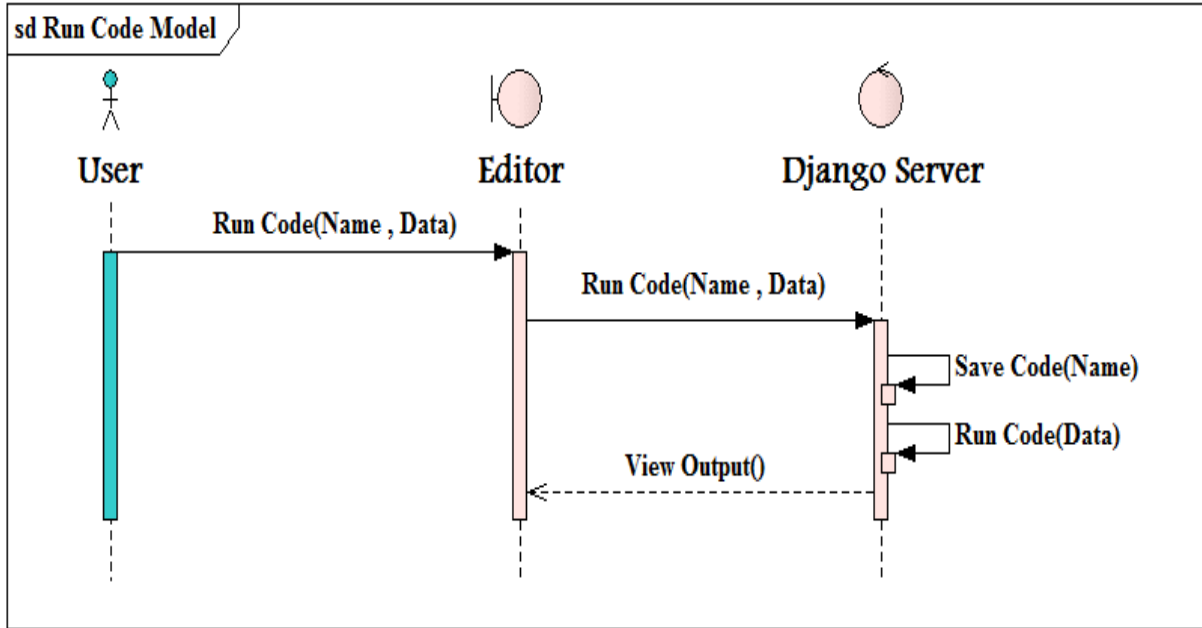 sd Run Code Model
User
Editor
Django Server
Run Code(Name , Data)
Run Code(Name , Data)
Save Code(Name)
Run Code(Data)
View Output()